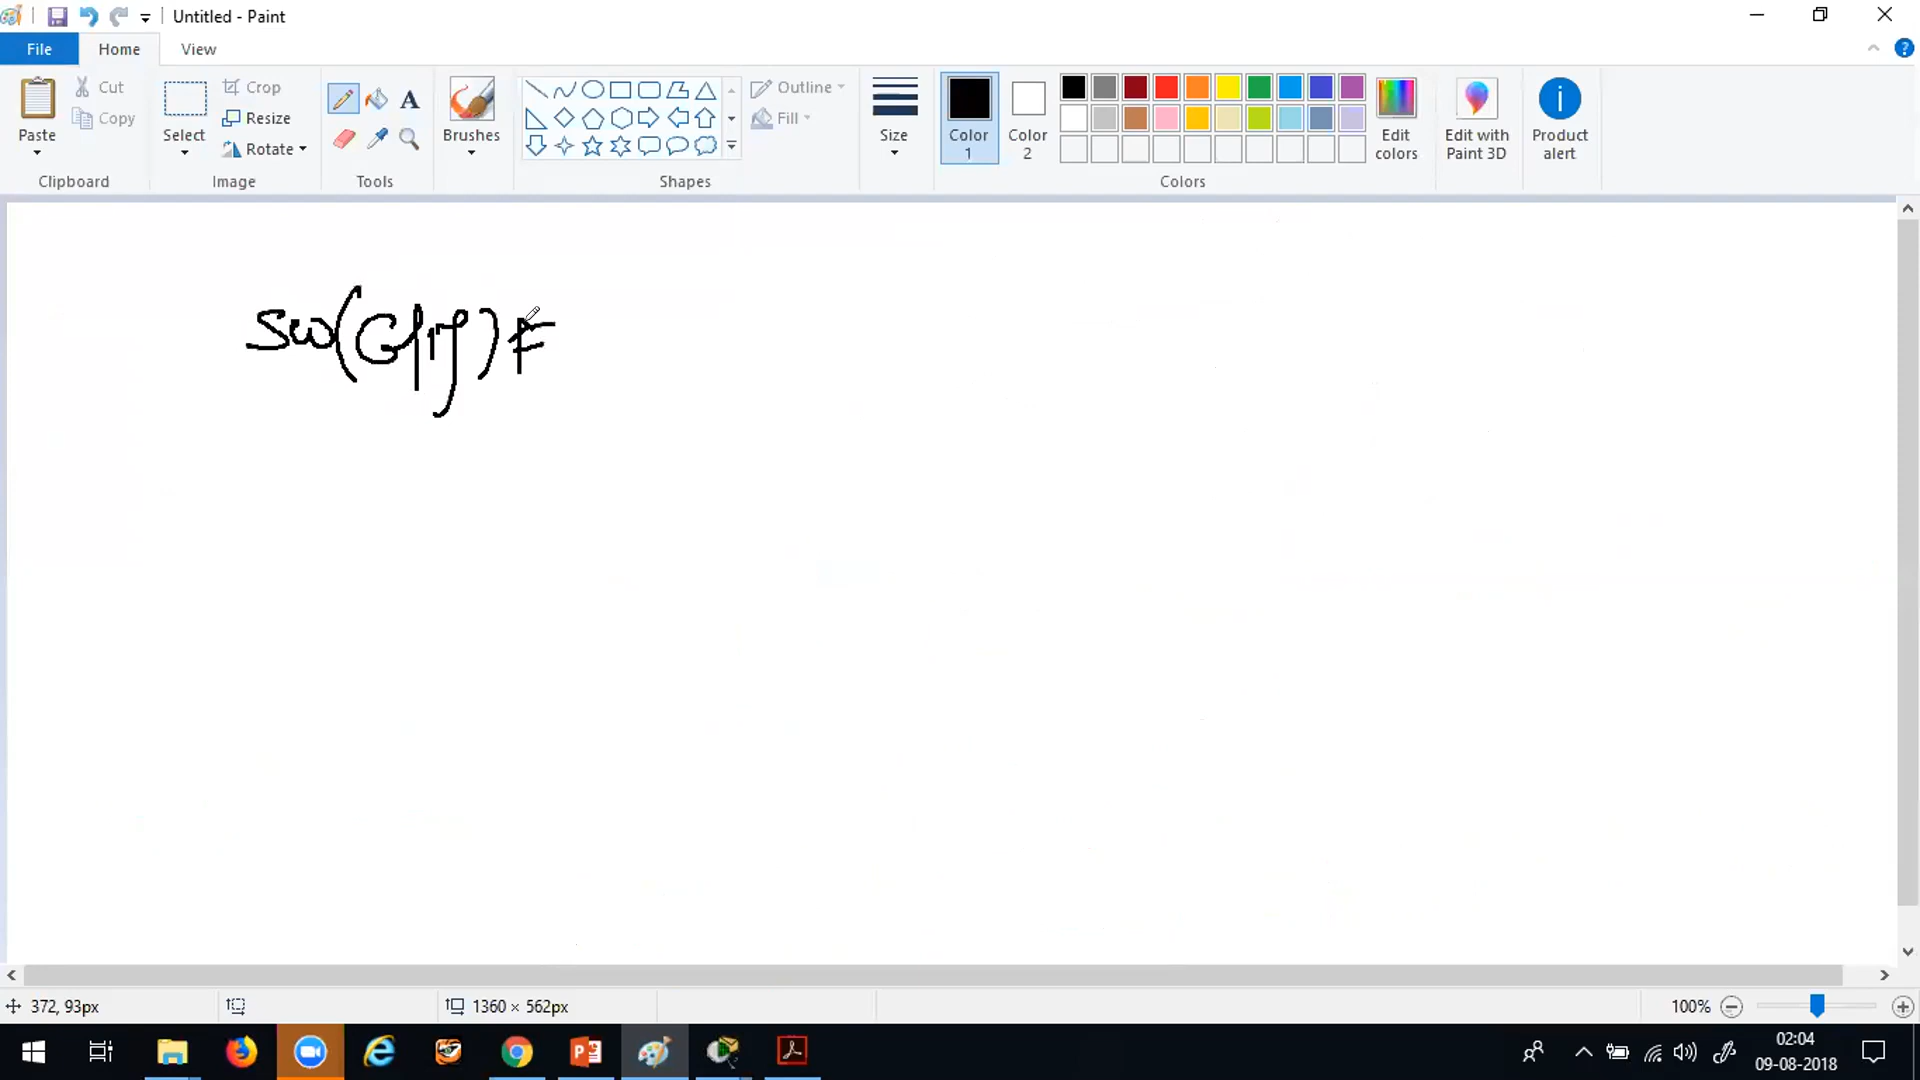 Untitled - Paint
File Home View
Paste Cut Copy Select Crop Resize Rotate Brushes Outline Fill Size Color 1 Color 2 Edit colors Edit with Paint 3D Product alert
Clipboard Image Tools Shapes Colors
372, 93px 1360 × 562px 100%
02:04
09-08-2018